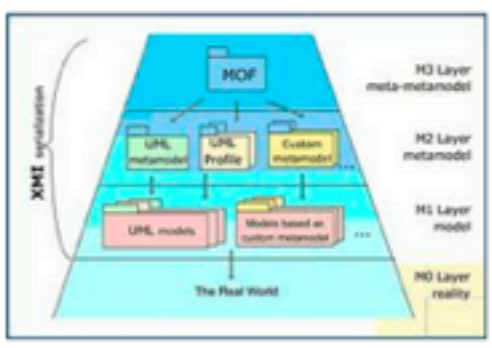 MOF
M3 Layer
meta-metamodel
UML
metamodel
UML
Profile
Custom
metamodel
...
M2 Layer
metamodel
XMI serialization
UML models
Models based an
custom metamodel
...
M1 Layer
model
The Real World
M0 Layer
reality